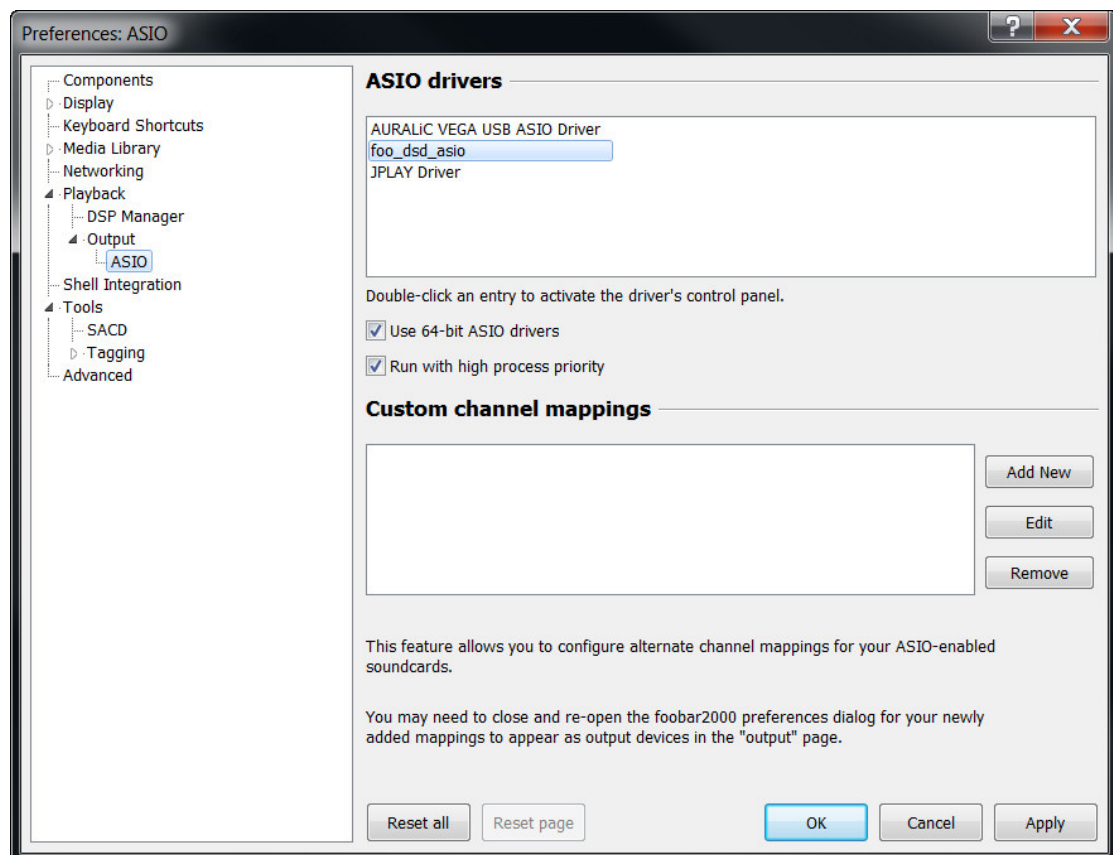 Preferences: ASIO
Components
Display
Keyboard Shortcuts
Media Library
Networking
Playback
DSP Manager
Output
ASIO
Shell Integration
Tools
SACD
Tagging
Advanced
ASIO drivers
AURALiC VEGA USB ASIO Driver
foo_dsd_asio
JPLAY Driver
Double-click an entry to activate the driver's control panel.
Use 64-bit ASIO drivers
Run with high process priority
Custom channel mappings
Add New
Edit
Remove
This feature allows you to configure alternate channel mappings for your ASIO-enabled
soundcards.
You may need to close and re-open the foobar2000 preferences dialog for your newly
added mappings to appear as output devices in the "output" page.
Reset all
Reset page
OK
Cancel
Apply